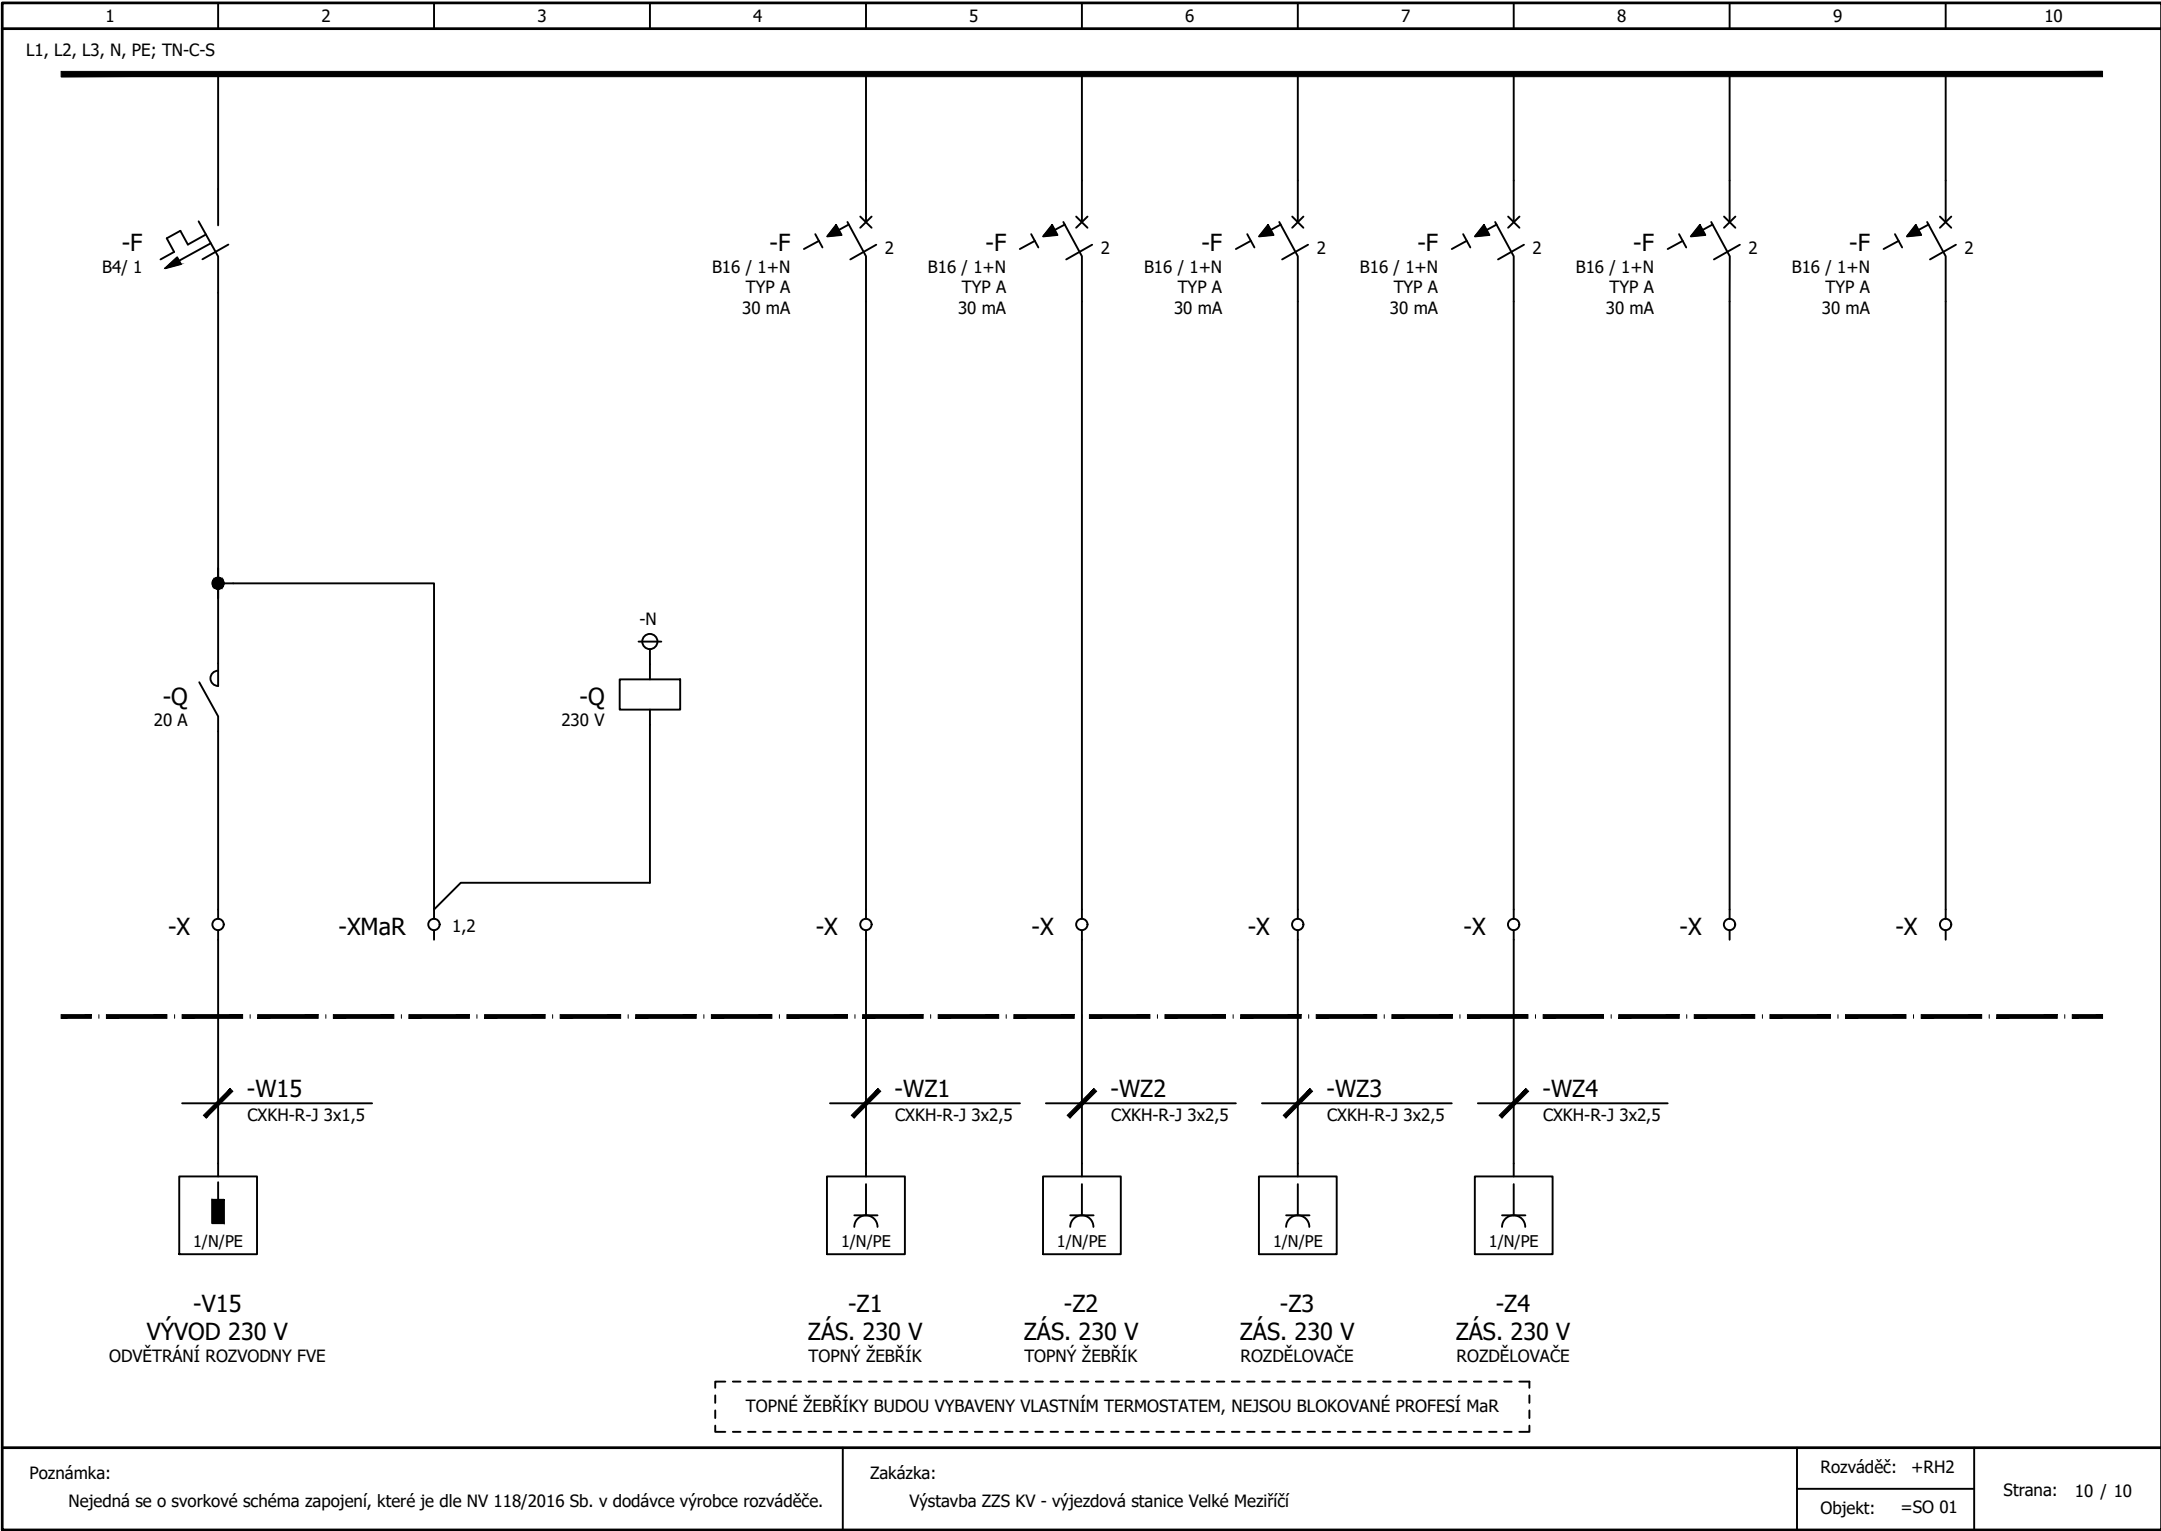 1 2 3 4 5 6 7 8 9 10
L1, L2, L3, N, PE; TN-C-S
-F
B4/ 1
-F
B16 / 1+N
TYP A
30 mA
2
-F
B16 / 1+N
TYP A
30 mA
2
-F
B16 / 1+N
TYP A
30 mA
2
-F
B16 / 1+N
TYP A
30 mA
2
-F
B16 / 1+N
TYP A
30 mA
2
-F
B16 / 1+N
TYP A
30 mA
2
-N
-Q
20 A
-Q
230 V
-X
-XMaR 1,2
-X
-X
-X
-X
-X
-X
-W15
CXKH-R-J 3x1,5
-WZ1
CXKH-R-J 3x2,5
-WZ2
CXKH-R-J 3x2,5
-WZ3
CXKH-R-J 3x2,5
-WZ4
CXKH-R-J 3x2,5
1/N/PE
1/N/PE
1/N/PE
1/N/PE
1/N/PE
-V15
VÝVOD 230 V
ODVĚTRÁNÍ ROZVODNY FVE
-Z1
ZÁS. 230 V
TOPNÝ ŽEBŘÍK
-Z2
ZÁS. 230 V
TOPNÝ ŽEBŘÍK
-Z3
ZÁS. 230 V
ROZDĚLOVAČE
-Z4
ZÁS. 230 V
ROZDĚLOVAČE
TOPNÉ ŽEBŘÍKY BUDOU VYBAVENY VLASTNÍM TERMOSTATEM, NEJSOU BLOKOVANÉ PROFESÍ MaR
Poznámka:
Nejedná se o svorkové schéma zapojení, které je dle NV 118/2016 Sb. v dodávce výrobce rozváděče.
Zakázka:
Výstavba ZZS KV - výjezdová stanice Velké Meziříčí
Rozváděč: +RH2
Objekt: =SO 01
Strana: 10 / 10